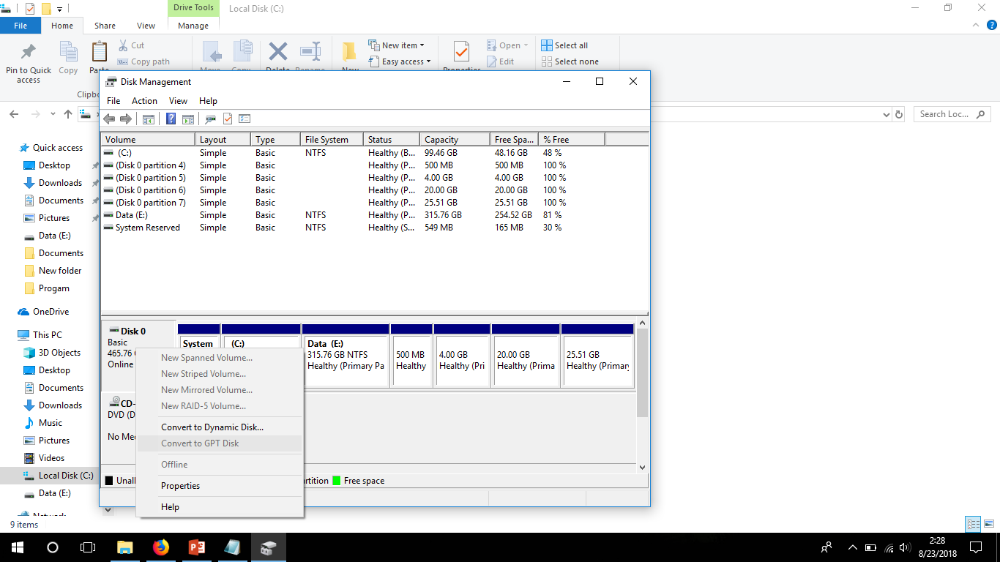 Drive Tools
Local Disk (C:)
File
Home
Share
View
Manage
Pin to Quick access
Copy
Cut
Copy path
New item
Easy access
Open
Edit
Select all
Select none
Disk Management
File
Action
View
Help
Search Loc...
Volume Layout Type File System Status Capacity Free Spa... % Free
(C:) Simple Basic NTFS Healthy (B... 99.46 GB 48.16 GB 48 %
(Disk 0 partition 4) Simple Basic Healthy (P... 500 MB 500 MB 100 %
(Disk 0 partition 5) Simple Basic Healthy (P... 4.00 GB 4.00 GB 100 %
(Disk 0 partition 6) Simple Basic Healthy (P... 20.00 GB 20.00 GB 100 %
(Disk 0 partition 7) Simple Basic Healthy (P... 25.51 GB 25.51 GB 100 %
Data (E:) Simple Basic NTFS Healthy (P... 315.76 GB 254.52 GB 81 %
System Reserved Simple Basic NTFS Healthy (S... 549 MB 165 MB 30 %
Quick access
Desktop
Downloads
Documents
Pictures
Data (E:)
Documents
New folder
Progam
OneDrive
This PC
3D Objects
Desktop
Documents
Downloads
Music
Pictures
Videos
Local Disk (C:)
Data (E:)
Disk 0
Basic
465.76
Online
System
(C:)
Data (E:)
315.76 GB NTFS
Healthy (Primary Pa
500 MB
Healthy
4.00 GB
Healthy (Pri
20.00 GB
Healthy (Prima
25.51 GB
Healthy (Primary
CD-
DVD (D
No Me
New Spanned Volume...
New Striped Volume...
New Mirrored Volume...
New RAID-5 Volume...
Convert to Dynamic Disk...
Convert to GPT Disk
Offline
Properties
Help
Unall
rtition
Free space
9 items
2:28
8/23/2018